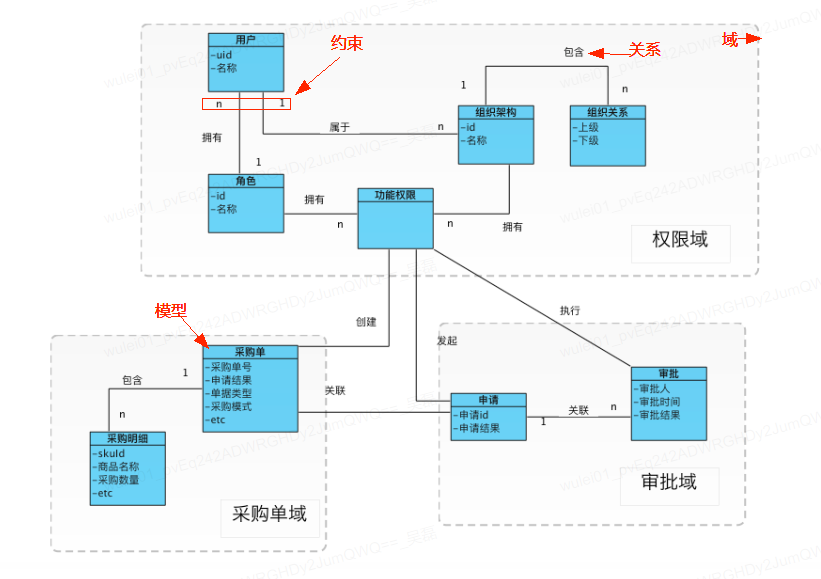 用户
-uid
-名称
约束
n
1
拥有
1
属于
n
包含
关系
域
1
n
组织架构
-id
-名称
组织关系
-上级
-下级
角色
-id
-名称
拥有
n
功能权限
n
拥有
权限域
创建
发起
执行
模型
采购单
-采购单号
-申请结果
-单据类型
-采购模式
-etc
包含
1
n
关联
采购明细
-skuId
-商品名称
-采购数量
-etc
采购单域
申请
-申请id
-申请结果
1
关联
n
审批
-审批人
-审批时间
-审批结果
审批域